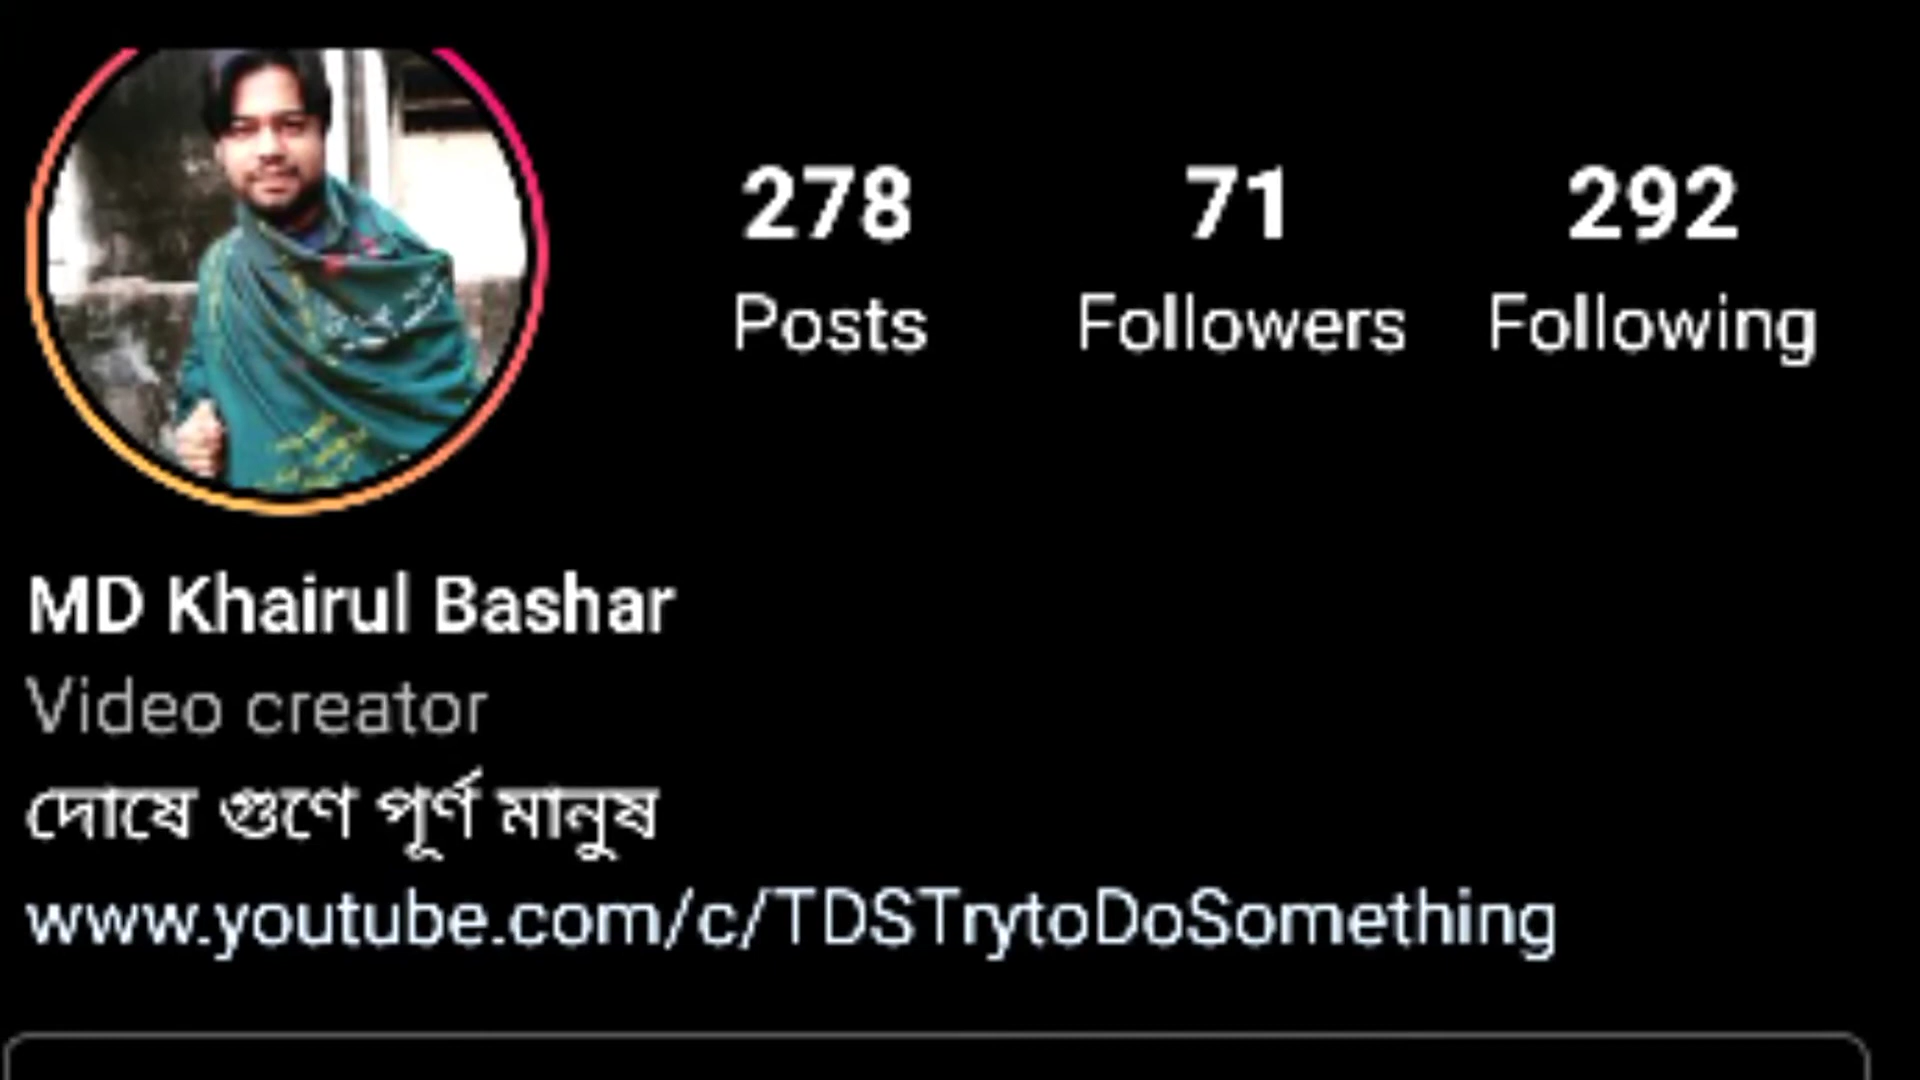 278 71 292
Posts Followers Following
MD Khairul Bashar
Video creator
দোষে গুণে পূর্ণ মানুষ
www.youtube.com/c/TDSTrytoDoSomething